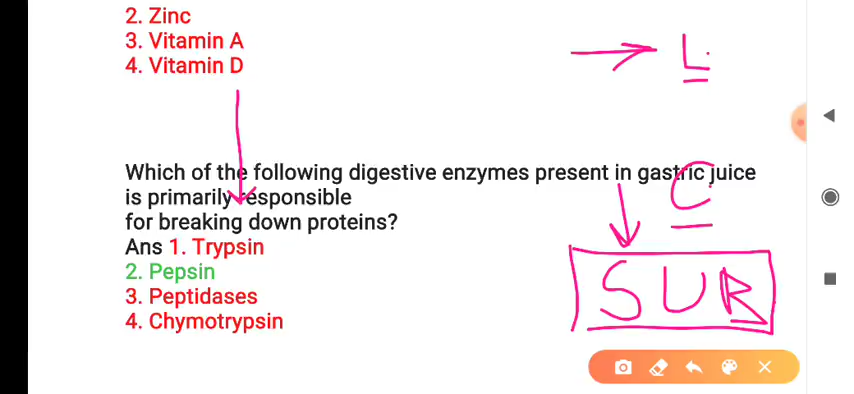 2. Zinc
3. Vitamin A
4. Vitamin D
L
Which of the following digestive enzymes present in gastric juice
is primarily responsible
C
for breaking down proteins?
Ans 1. Trypsin
2. Pepsin
SUR
3. Peptidases
4. Chymotrypsin